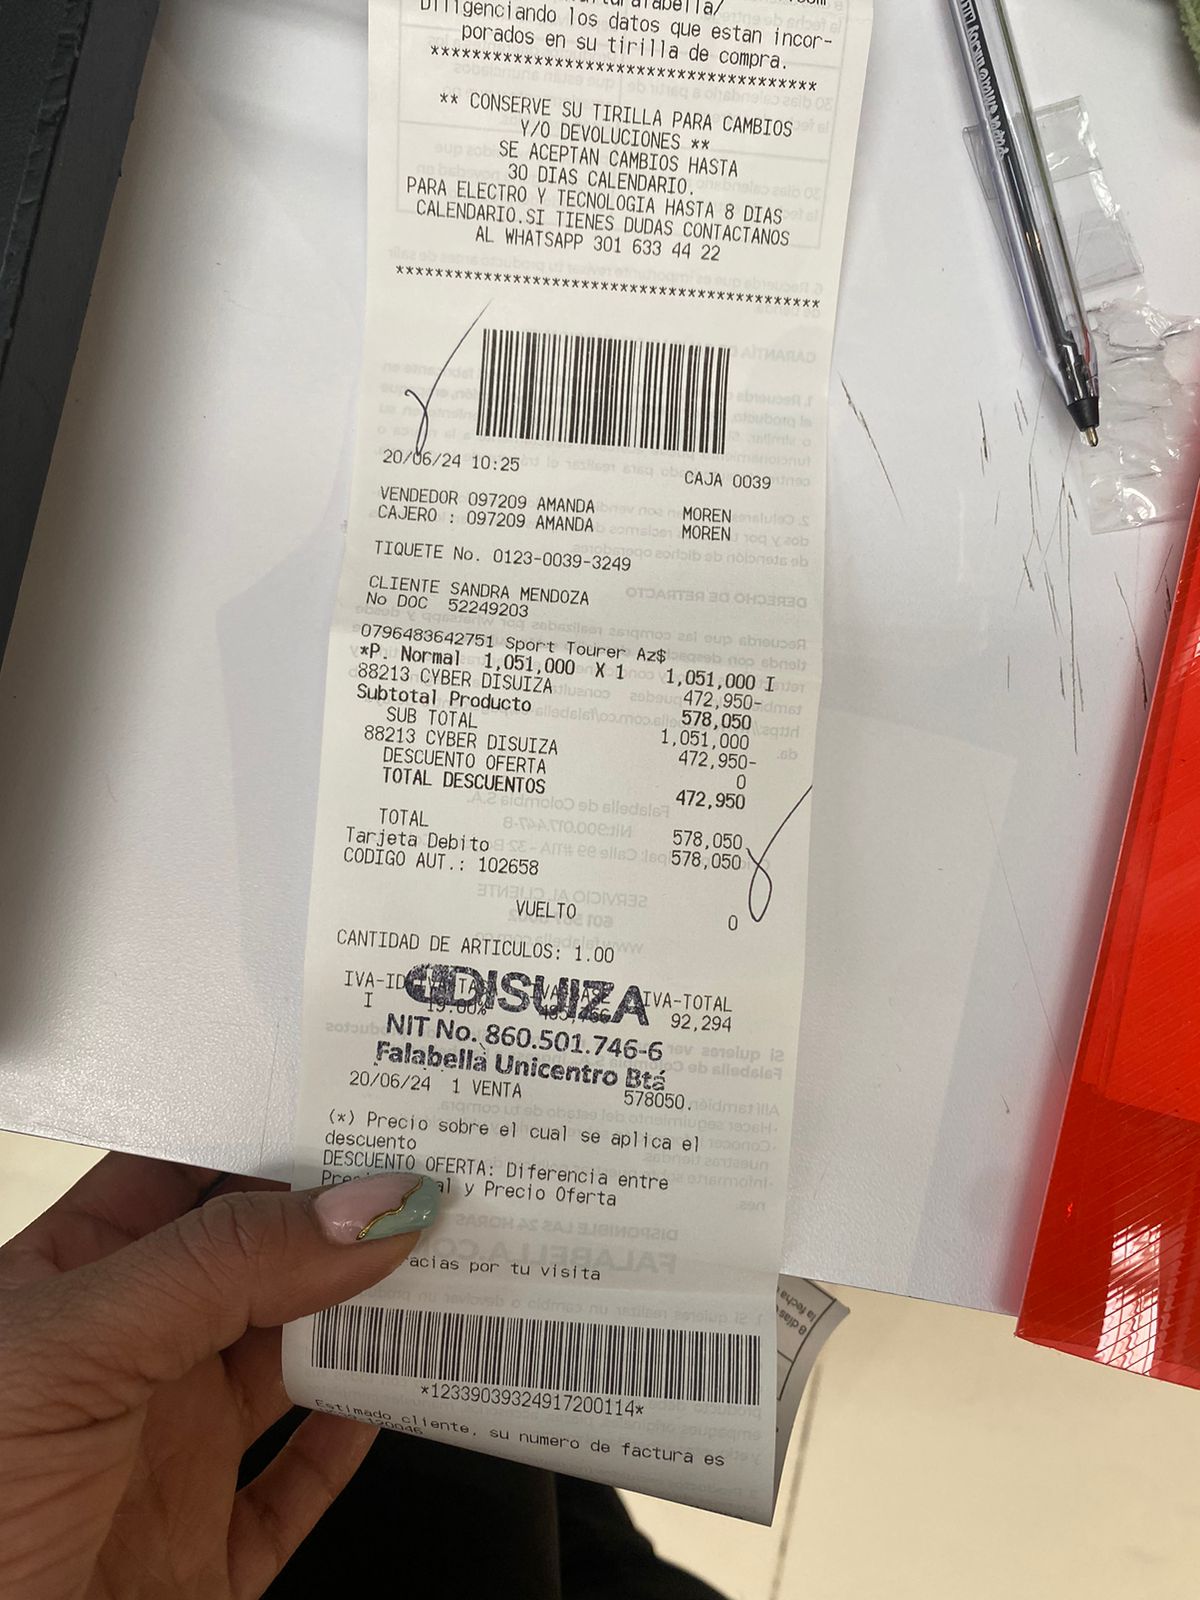 Diligenciando los datos que estan incor-
porados en su tirilla de compra.
****************************************
** CONSERVE SU TIRILLA PARA CAMBIOS
Y/O DEVOLUCIONES **
SE ACEPTAN CAMBIOS HASTA
30 DIAS CALENDARIO.
PARA ELECTRO Y TECNOLOGIA HASTA 8 DIAS
CALENDARIO.SI TIENES DUDAS CONTACTANOS
AL WHATSAPP 301 633 44 22
********************************************
20/06/24 10:25 CAJA 0039
VENDEDOR 097209 AMANDA MOREN
CAJERO : 097209 AMANDA MOREN
TIQUETE No. 0123-0039-3249
CLIENTE SANDRA MENDOZA
No DOC 52249203
0796483642751 Sport Tourer Az$
*P. Normal 1,051,000 X 1 1,051,000 I
88213 CYBER DISUIZA 472,950-
Subtotal Producto 578,050
SUB TOTAL 1,051,000
88213 CYBER DISUIZA 472,950-
DESCUENTO OFERTA 0
TOTAL DESCUENTOS 472,950
TOTAL 578,050
Tarjeta Debito 578,050
CODIGO AUT.: 102658
VUELTO 0
CANTIDAD DE ARTICULOS: 1.00
IVA-ID IVA-TOTAL
I 19.00% 92,294
DISUIZA
NIT No. 860.501.746-6
Falabella Unicentro Btá
20/06/24 1 VENTA 578050.
(*) Precio sobre el cual se aplica el
descuento
DESCUENTO OFERTA: Diferencia entre
y Precio Oferta
por tu visita
*12339039324917200114*
Estimado cliente, su numero de factura es